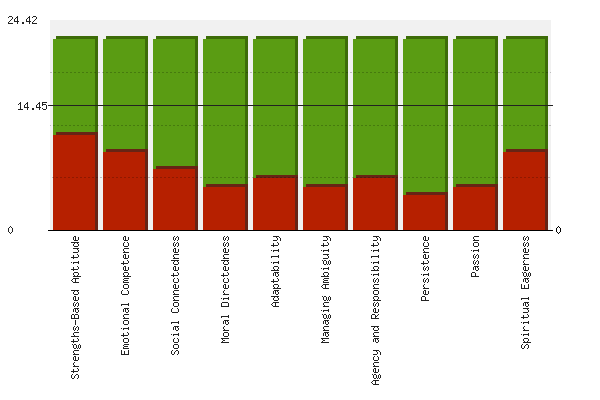 24.42
14.45
0
0
Strengths-Based Aptitude
Emotional Competence
Social Connectedness
Moral Directedness
Adaptability
Managing Ambiguity
Agency and Responsibility
Persistence
Passion
Spiritual Eagerness